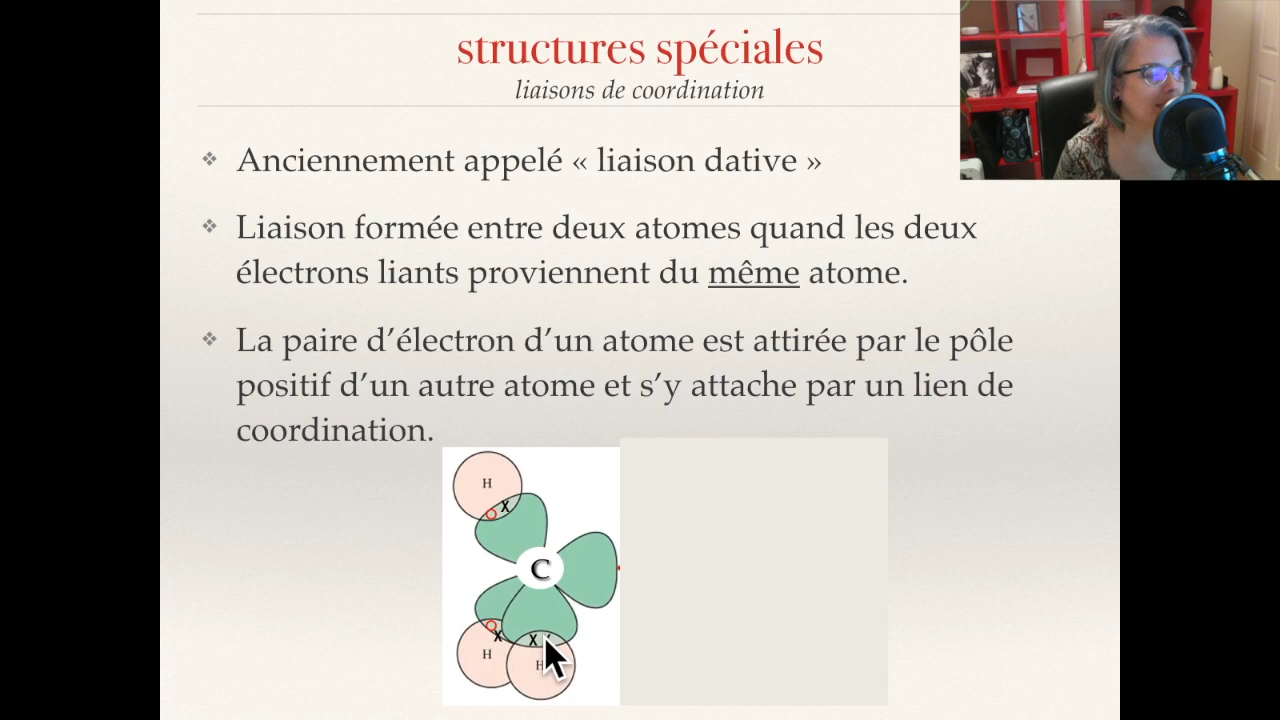 structures spéciales
liaisons de coordination
Anciennement appelé « liaison dative »
Liaison formée entre deux atomes quand les deux
électrons liants proviennent du même atome.
La paire d’électron d’un atome est attirée par le pôle
positif d’un autre atome et s’y attache par un lien de
coordination.
H
X
C
X
X
H
H